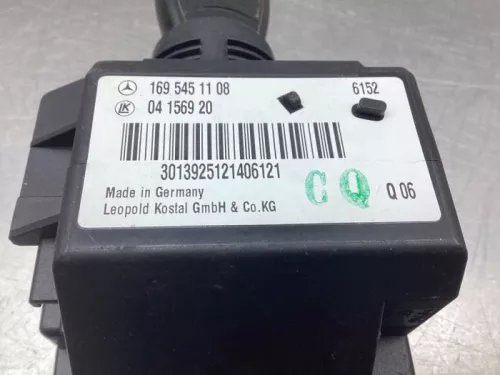 169 545 11 08 6152
LK 04 1569 20
3013925121406121
CQ
Made in Germany Q 06
Leopold Kostal GmbH & Co.KG